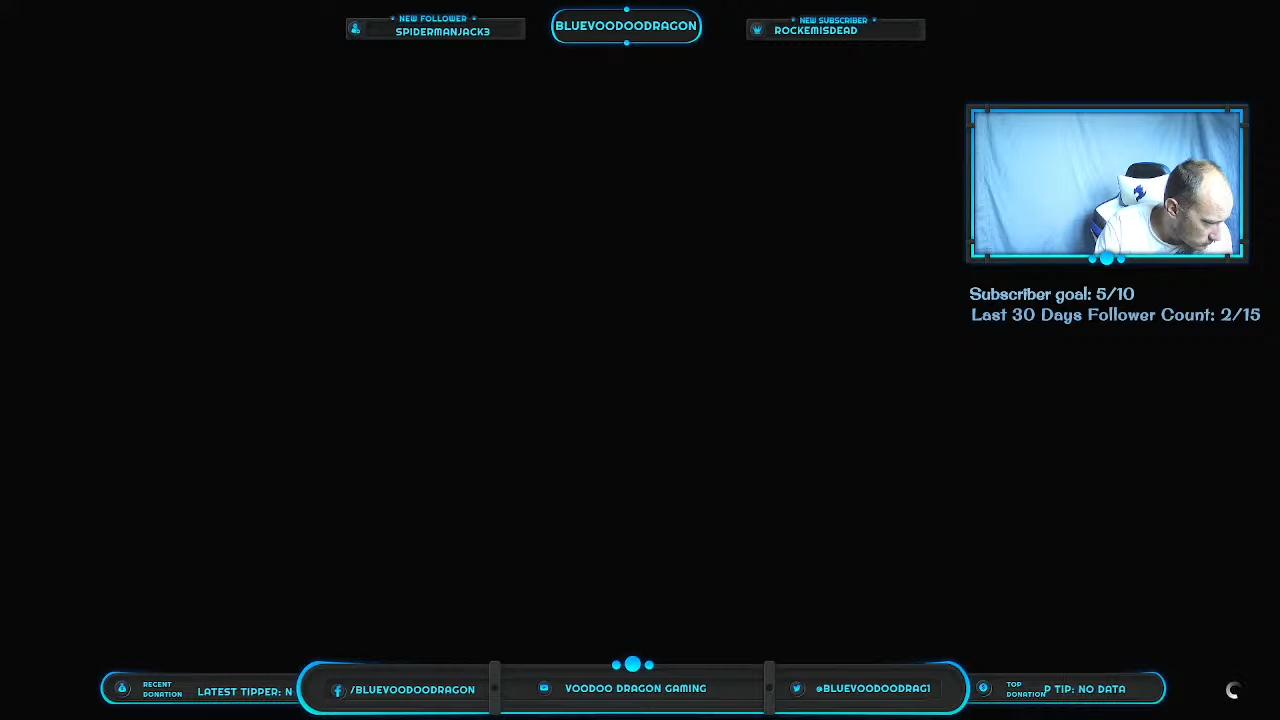 NEW FOLLOWER
SPIDERMANJACK3
BLUEVOODOODRAGON
NEW SUBSCRIBER
ROCKEMISDEAD
Subscriber goal: 5/10
Last 30 Days Follower Count: 2/15
RECENT DONATION
LATEST TIPPER: N
/BLUEVOODOODRAGON
VOODOO DRAGON GAMING
@BLUEVOODOODRAG1
TOP DONATION
P TIP: NO DATA